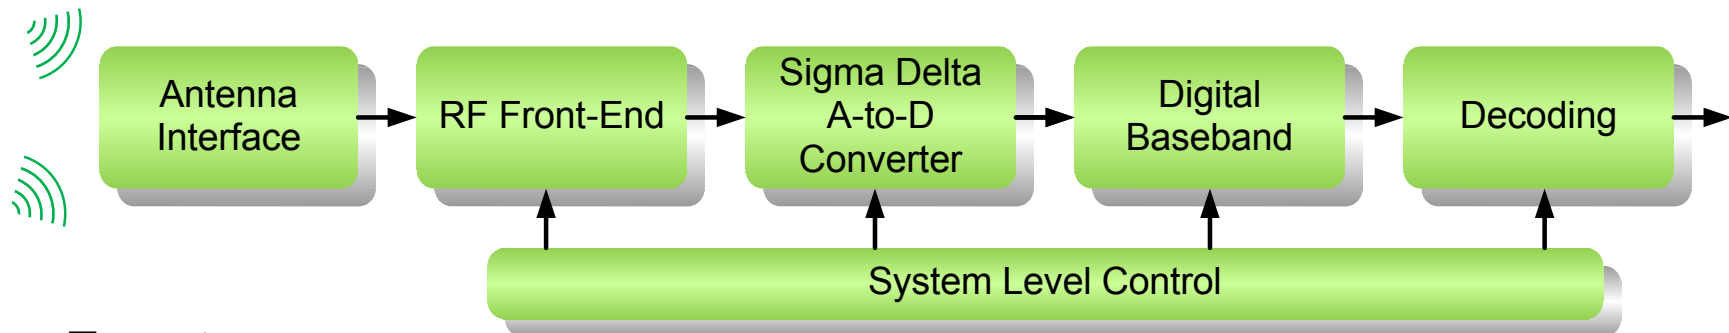 Antenna
Interface
RF Front-End
Sigma Delta
A-to-D
Converter
Digital
Baseband
Decoding
System Level Control